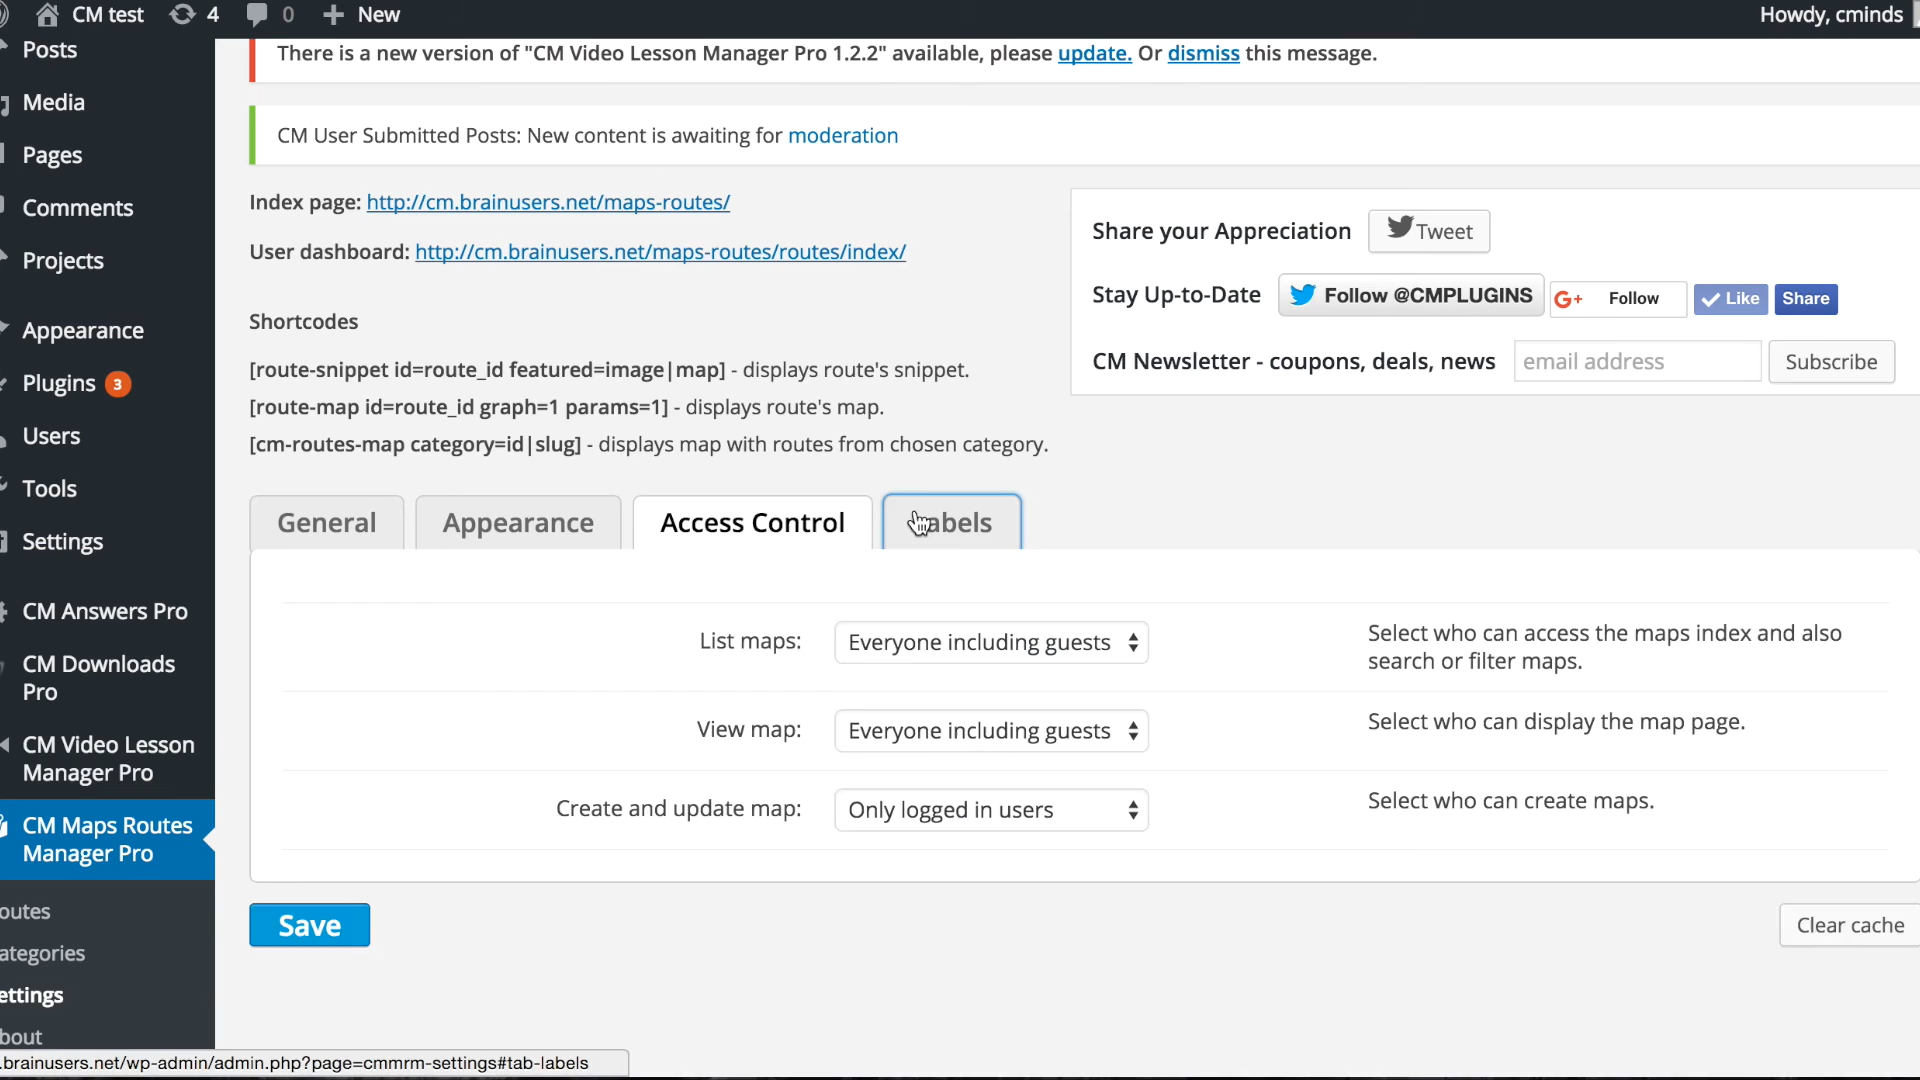 CM test 4 0 New Howdy, cminds
Posts
Media
Pages
Comments
Projects
Appearance
Plugins 3
Users
Tools
Settings
CM Answers Pro
CM Downloads
Pro
CM Video Lesson
Manager Pro
CM Maps Routes
Manager Pro
outes
ategories
ettings
bout
There is a new version of "CM Video Lesson Manager Pro 1.2.2" available, please update. Or dismiss this message.
CM User Submitted Posts: New content is awaiting for moderation
Index page: http://cm.brainusers.net/maps-routes/
User dashboard: http://cm.brainusers.net/maps-routes/routes/index/
Shortcodes
[route-snippet id=route_id featured=image|map] - displays route's snippet.
[route-map id=route_id graph=1 params=1] - displays route's map.
[cm-routes-map category=id|slug] - displays map with routes from chosen category.
Share your Appreciation Tweet
Stay Up-to-Date Follow @CMPLUGINS G+ Follow Like Share
CM Newsletter - coupons, deals, news email address Subscribe
General Appearance Access Control Labels
List maps: Everyone including guests Select who can access the maps index and also
search or filter maps.
View map: Everyone including guests Select who can display the map page.
Create and update map: Only logged in users Select who can create maps.
Save Clear cache
.brainusers.net/wp-admin/admin.php?page=cmmrm-settings#tab-labels